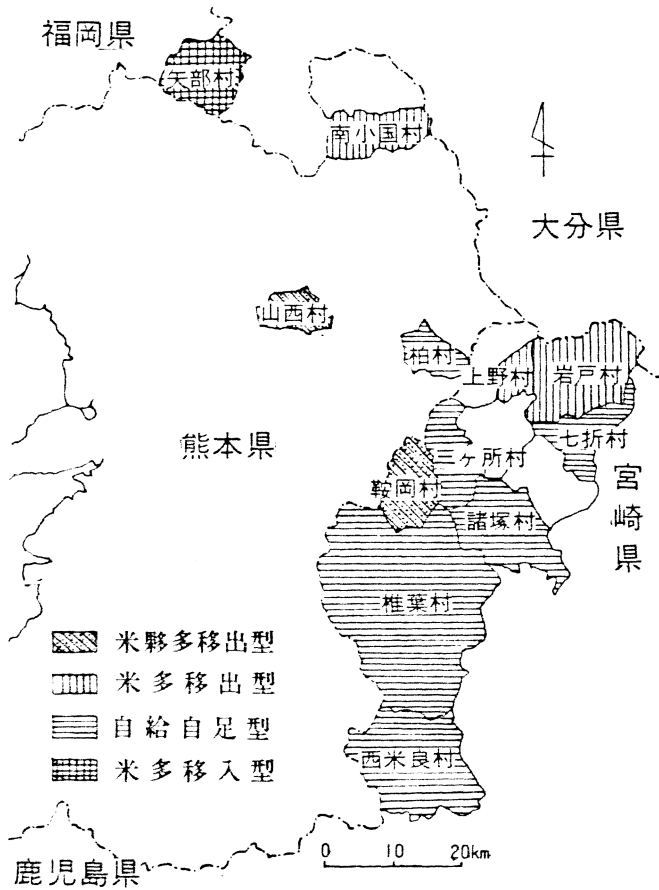 福岡県
矢部村
南小国村
大分県
山西村
柏村
上野村
岩戸村
七折村
熊本県
三ヶ所村
鞍岡村
諸塚村
宮崎県
椎葉村
米夥多移出型
米多移出型
自給自足型
米多移入型
西米良村
0 10 20km
鹿児島県